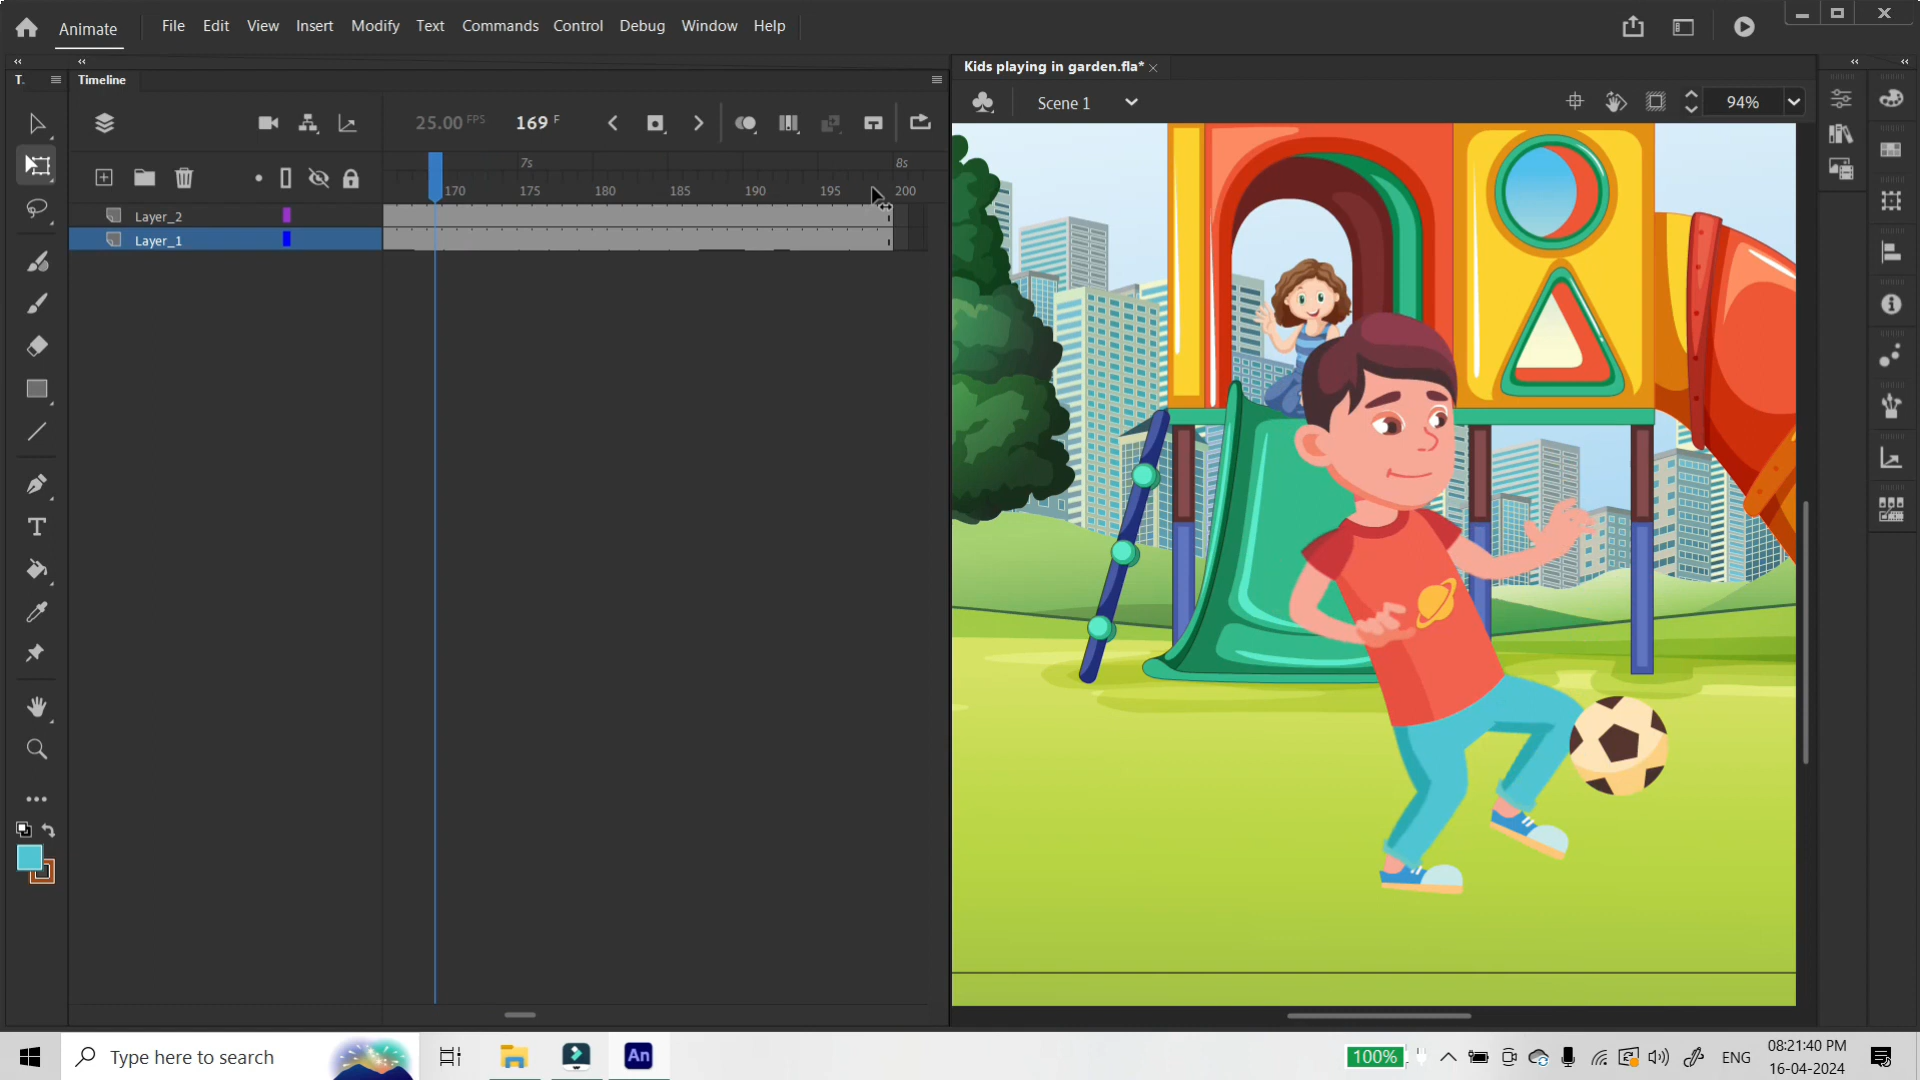 Animate
File Edit View Insert Modify Text Commands Control Debug Window Help
T.
Timeline
Kids playing in garden.fla*
25.00 FPS 169 F
Scene 1
94%
7s 8s
170 175 180 185 190 195 200
Layer_2
Layer_1
Type here to search
An
100%
ENG
08:21:40 PM
16-04-2024